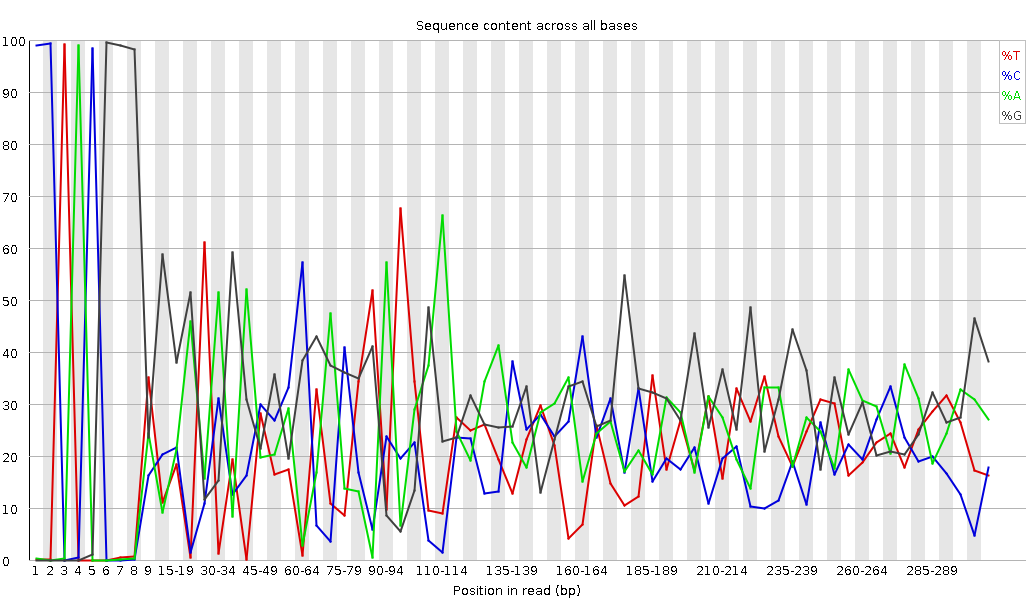 Sequence content across all bases
100
90
80
70
60
50
40
30
20
10
0
%T
%C
%A
%G
1 2 3 4 5 6 7 8 9 15-19 30-34 45-49 60-64 75-79 90-94 110-114 135-139 160-164 185-189 210-214 235-239 260-264 285-289
Position in read (bp)